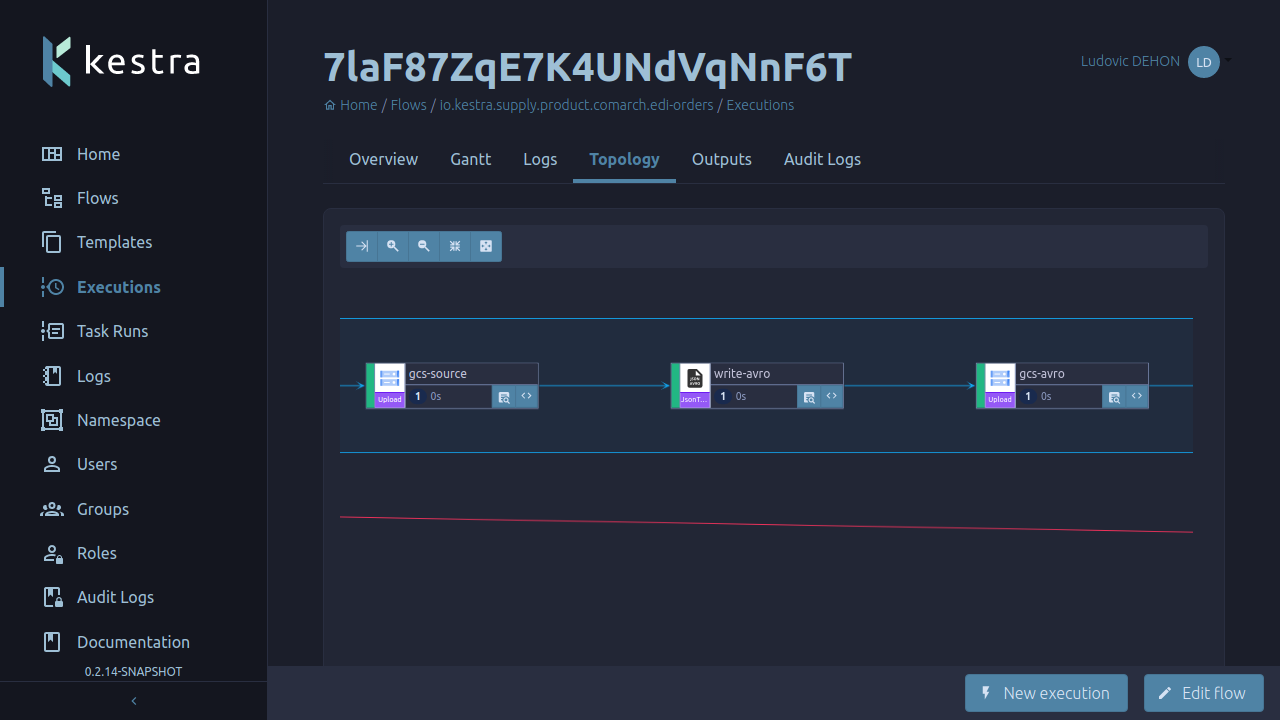 kestra
Home
Flows
Templates
Executions
Task Runs
Logs
Namespace
Users
Groups
Roles
Audit Logs
Documentation
0.2.14-SNAPSHOT
7laF87ZqE7K4UNdVqNnF6T
Ludovic DEHON LD
Home / Flows / io.kestra.supply.product.comarch.edi-orders / Executions
Overview Gantt Logs Topology Outputs Audit Logs
gcs-source
Upload 1 0s
write-avro
JSON AVRO
JsonT... 1 0s
gcs-avro
Upload 1 0s
New execution Edit flow